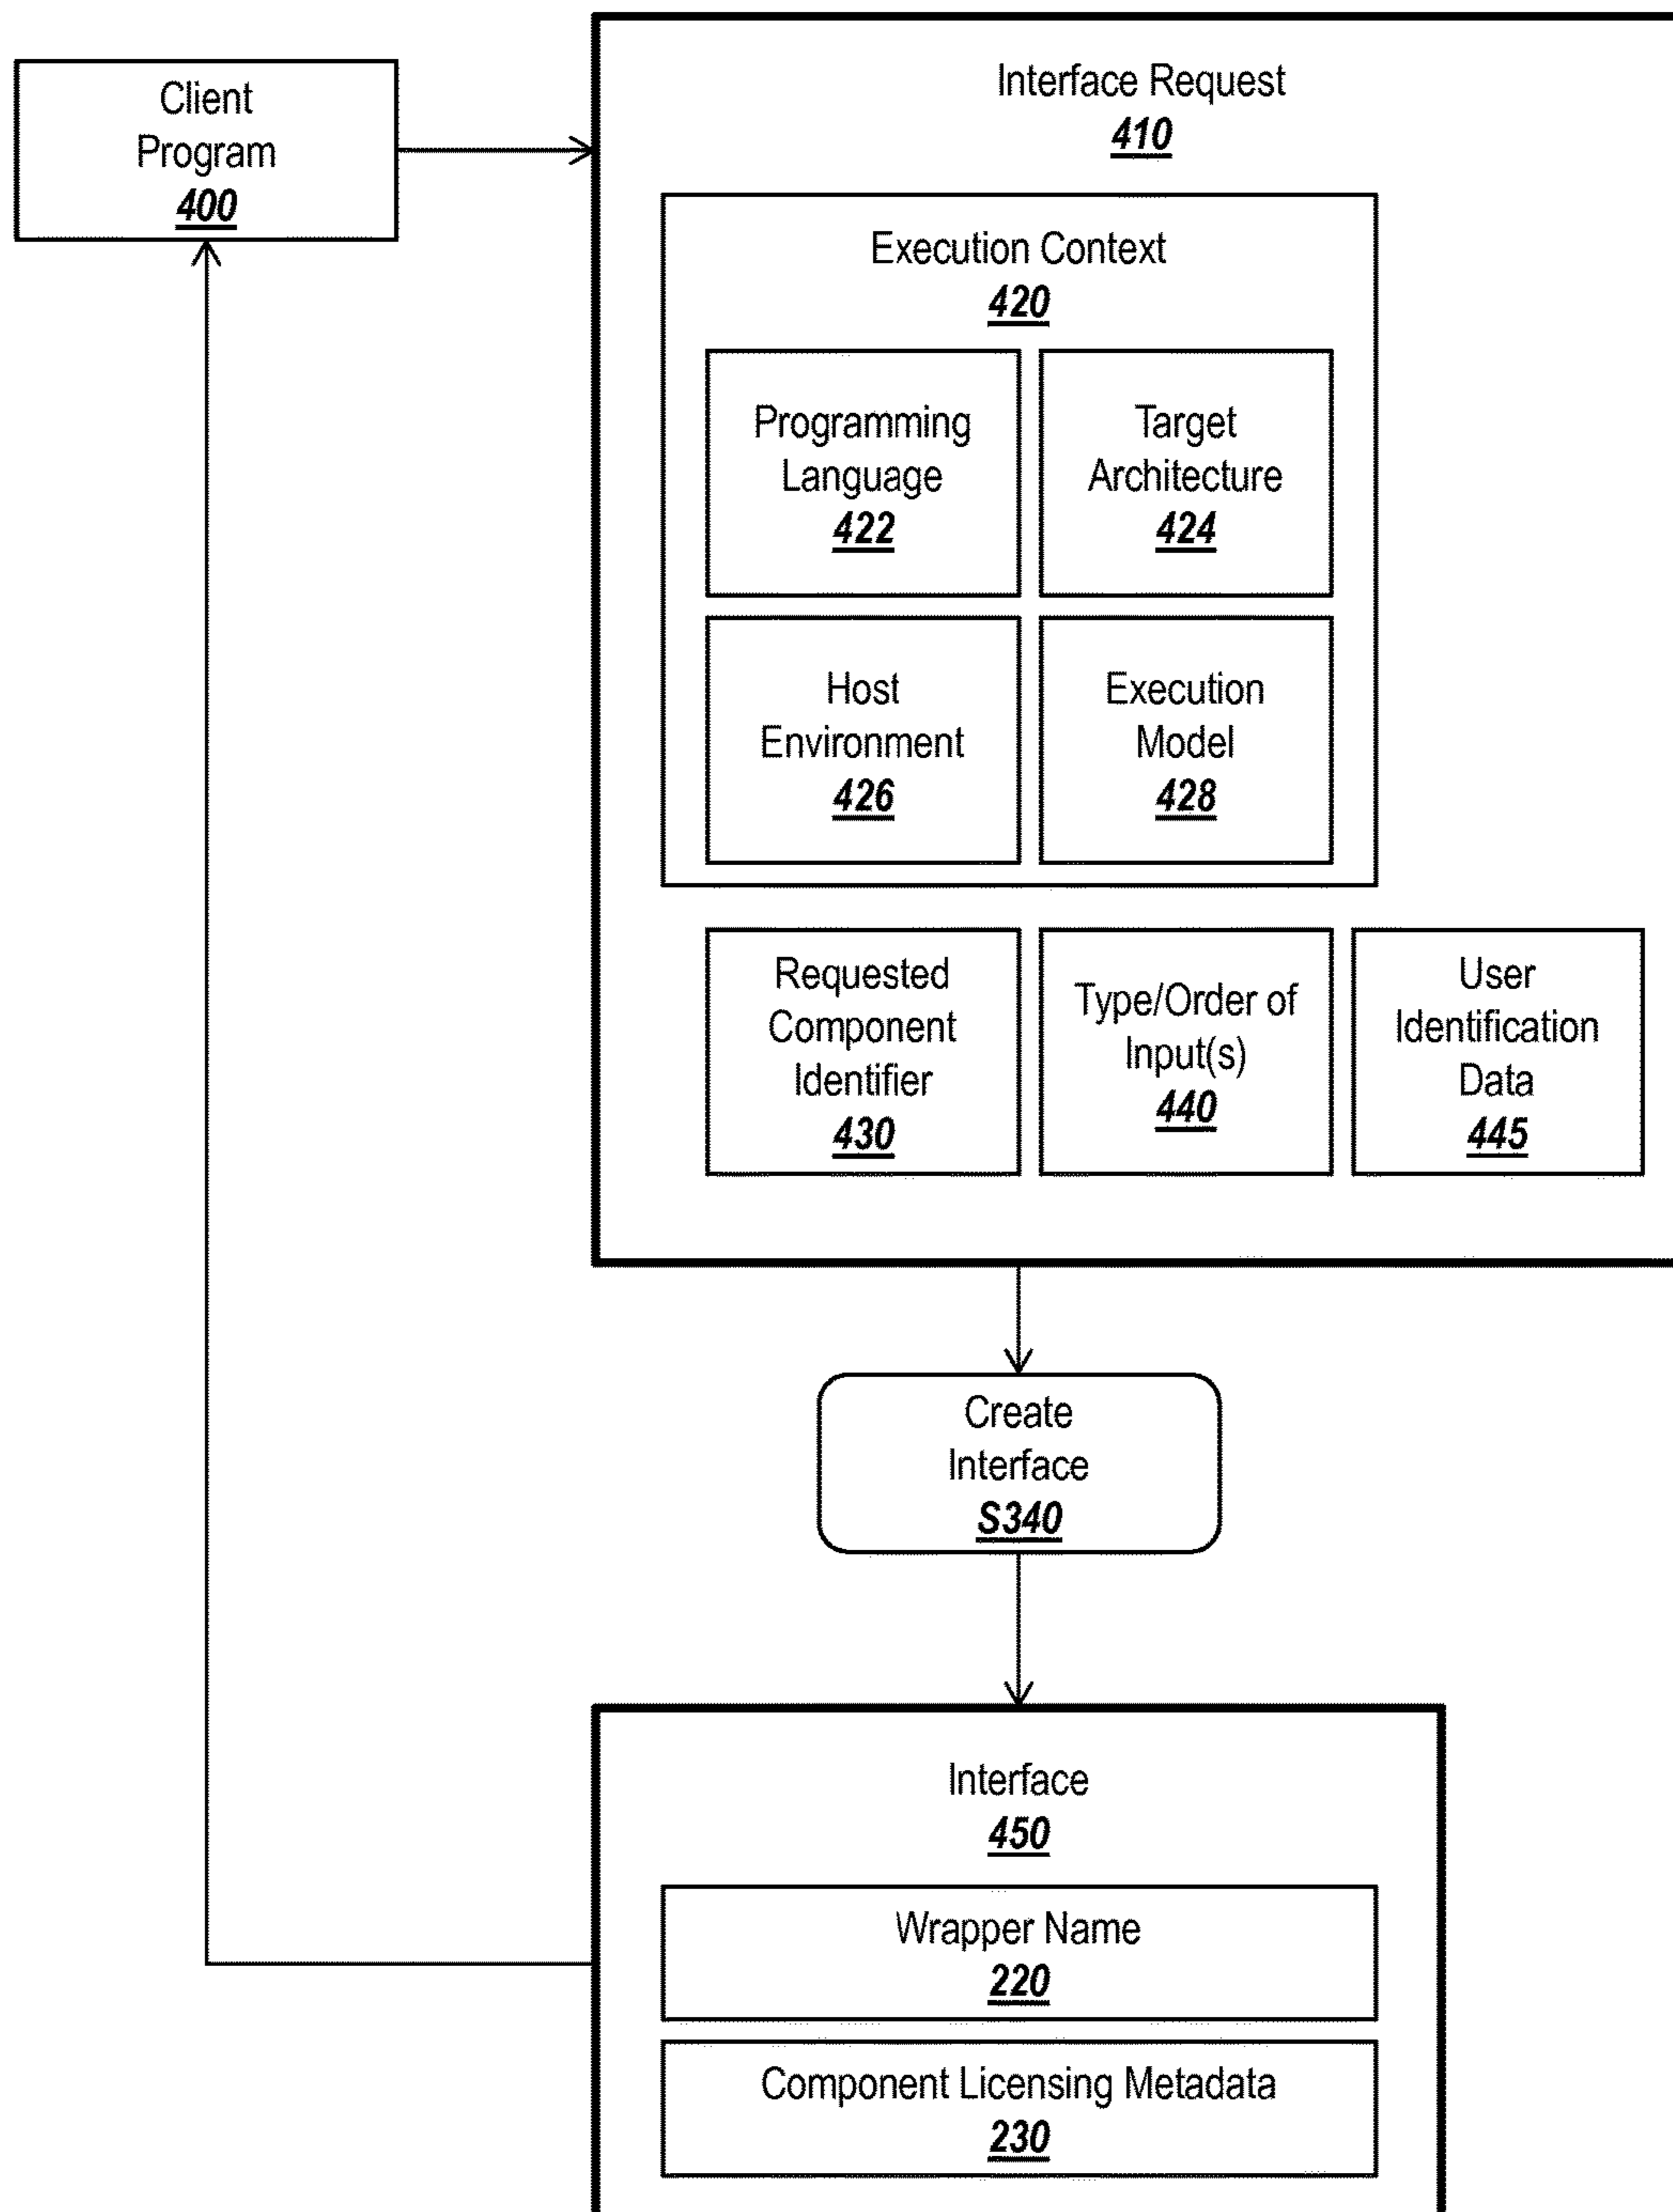 Client
Program
400
Interface Request
410
Execution Context
420
Programming
Language
422
Target
Architecture
424
Host
Environment
426
Execution
Model
428
Requested
Component
Identifier
430
Type/Order of
Input(s)
440
User
Identification
Data
445
Create
Interface
S340
Interface
450
Wrapper Name
220
Component Licensing Metadata
230